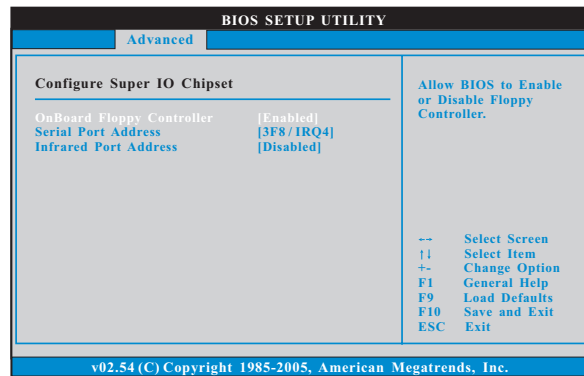 BIOS SETUP UTILITY
Advanced
Configure Super IO Chipset
OnBoard Floppy Controller [Enabled]
Serial Port Address [3F8 / IRQ4]
Infrared Port Address [Disabled]
Allow BIOS to Enable
or Disable Floppy
Controller.
←→ Select Screen
↑↓ Select Item
+- Change Option
F1 General Help
F9 Load Defaults
F10 Save and Exit
ESC Exit
v02.54 (C) Copyright 1985-2005, American Megatrends, Inc.